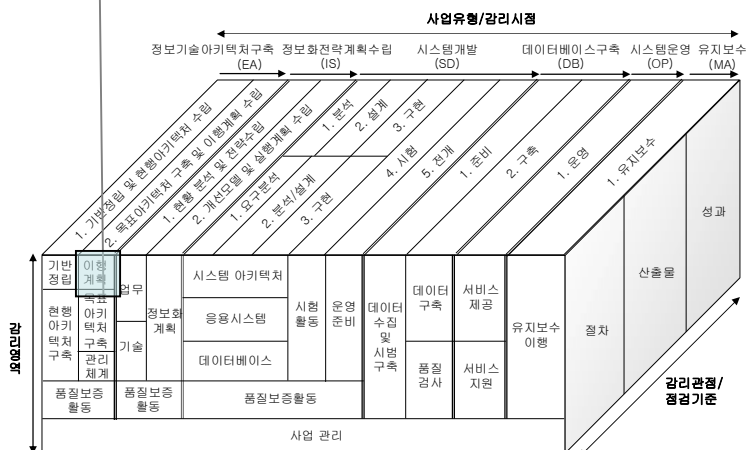 사업유형/감리시점
정보기술아키텍처구축 정보화전략계획수립 시스템개발 데이터베이스구축 시스템운영 유지보수
(EA) (IS) (SD) (DB) (OP) (MA)
1. 기반정립 및 현행아키텍처 수립
2. 목표아키텍처 구축 및 이행계획 수립
1. 현황 분석 및 전략수립
2. 개선모델 및 실행계획 수립
1. 분석
2. 설계
3. 구현
1. 요구분석
2. 분석/설계
3. 구현
4. 시험
5. 전개
1. 준비
2. 구축
1. 운영
1. 유지보수
성과
산출물
절차
감리관점/
점검기준
감리영역
기반
정립
이행
계획
현행
아키
텍처
구축
목표
아키
텍처
구축
관리
체계
업무
기술
정보화
계획
시스템 아키텍처
응용시스템
데이터베이스
시험
활동
운영
준비
데이터
수집
및
시범
구축
데이터
구축
품질
검사
서비스
제공
서비스
지원
유지보수
이행
품질보증
활동
품질보증
활동
품질보증활동
사업 관리